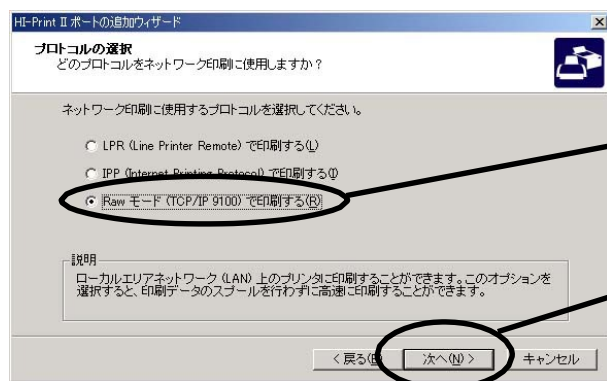 HI-Print Ⅱ ポートの追加ウィザード
プロトコルの選択
どのプロトコルをネットワーク印刷に使用しますか?
ネットワーク印刷に使用するプロトコルを選択してください。
LPR (Line Printer Remote) で印刷する(L)
IPP (Internet Printing Protocol) で印刷する(I)
Raw モード (TCP/IP 9100) で印刷する(R)
説明
ローカルエリアネットワーク (LAN) 上のプリンタに印刷することができます。このオプションを
選択すると、印刷データのスプールを行わずに高速に印刷することができます。
< 戻る(B) 次へ(N) > キャンセル